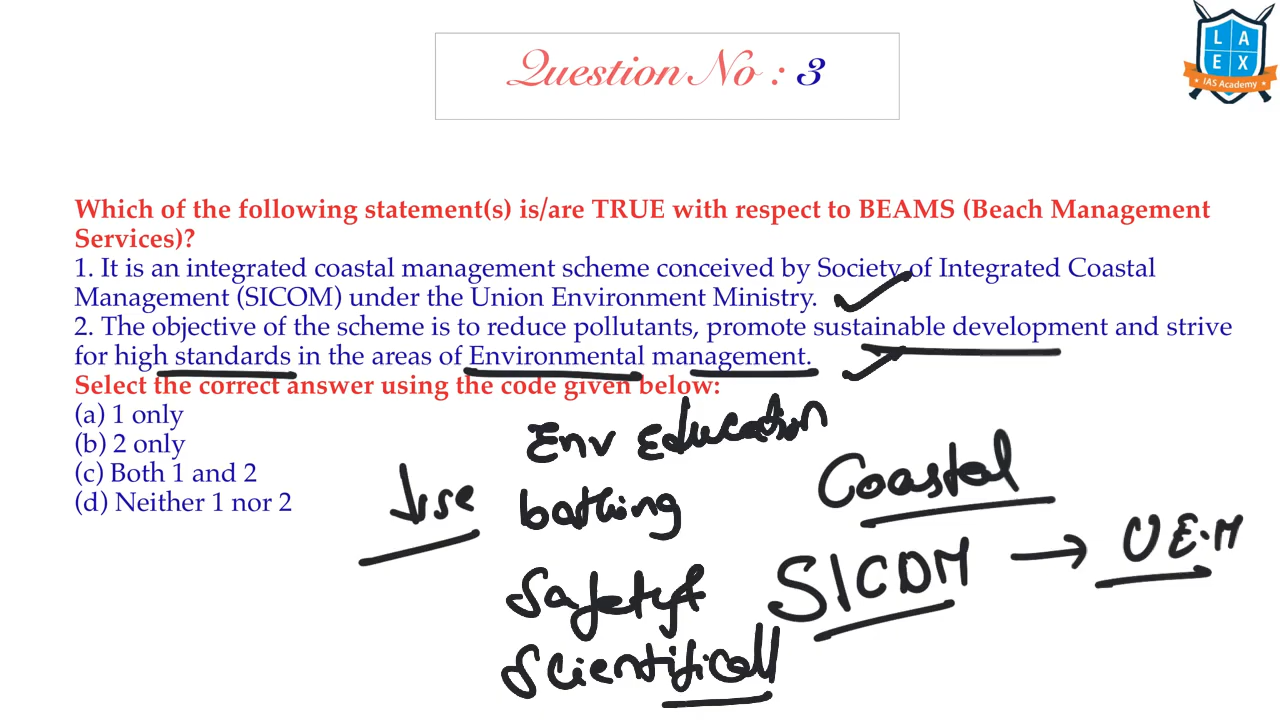 L A
E X
IAS Academy
Question No : 3
Which of the following statement(s) is/are TRUE with respect to BEAMS (Beach Management
Services)?
1. It is an integrated coastal management scheme conceived by Society of Integrated Coastal
Management (SICOM) under the Union Environment Ministry.
2. The objective of the scheme is to reduce pollutants, promote sustainable development and strive
for high standards in the areas of Environmental management.
Select the correct answer using the code given below:
(a) 1 only
(b) 2 only
(c) Both 1 and 2
(d) Neither 1 nor 2
Env Education
Coastal
bathing
SICOM → U E.M
Safety
Scientificall